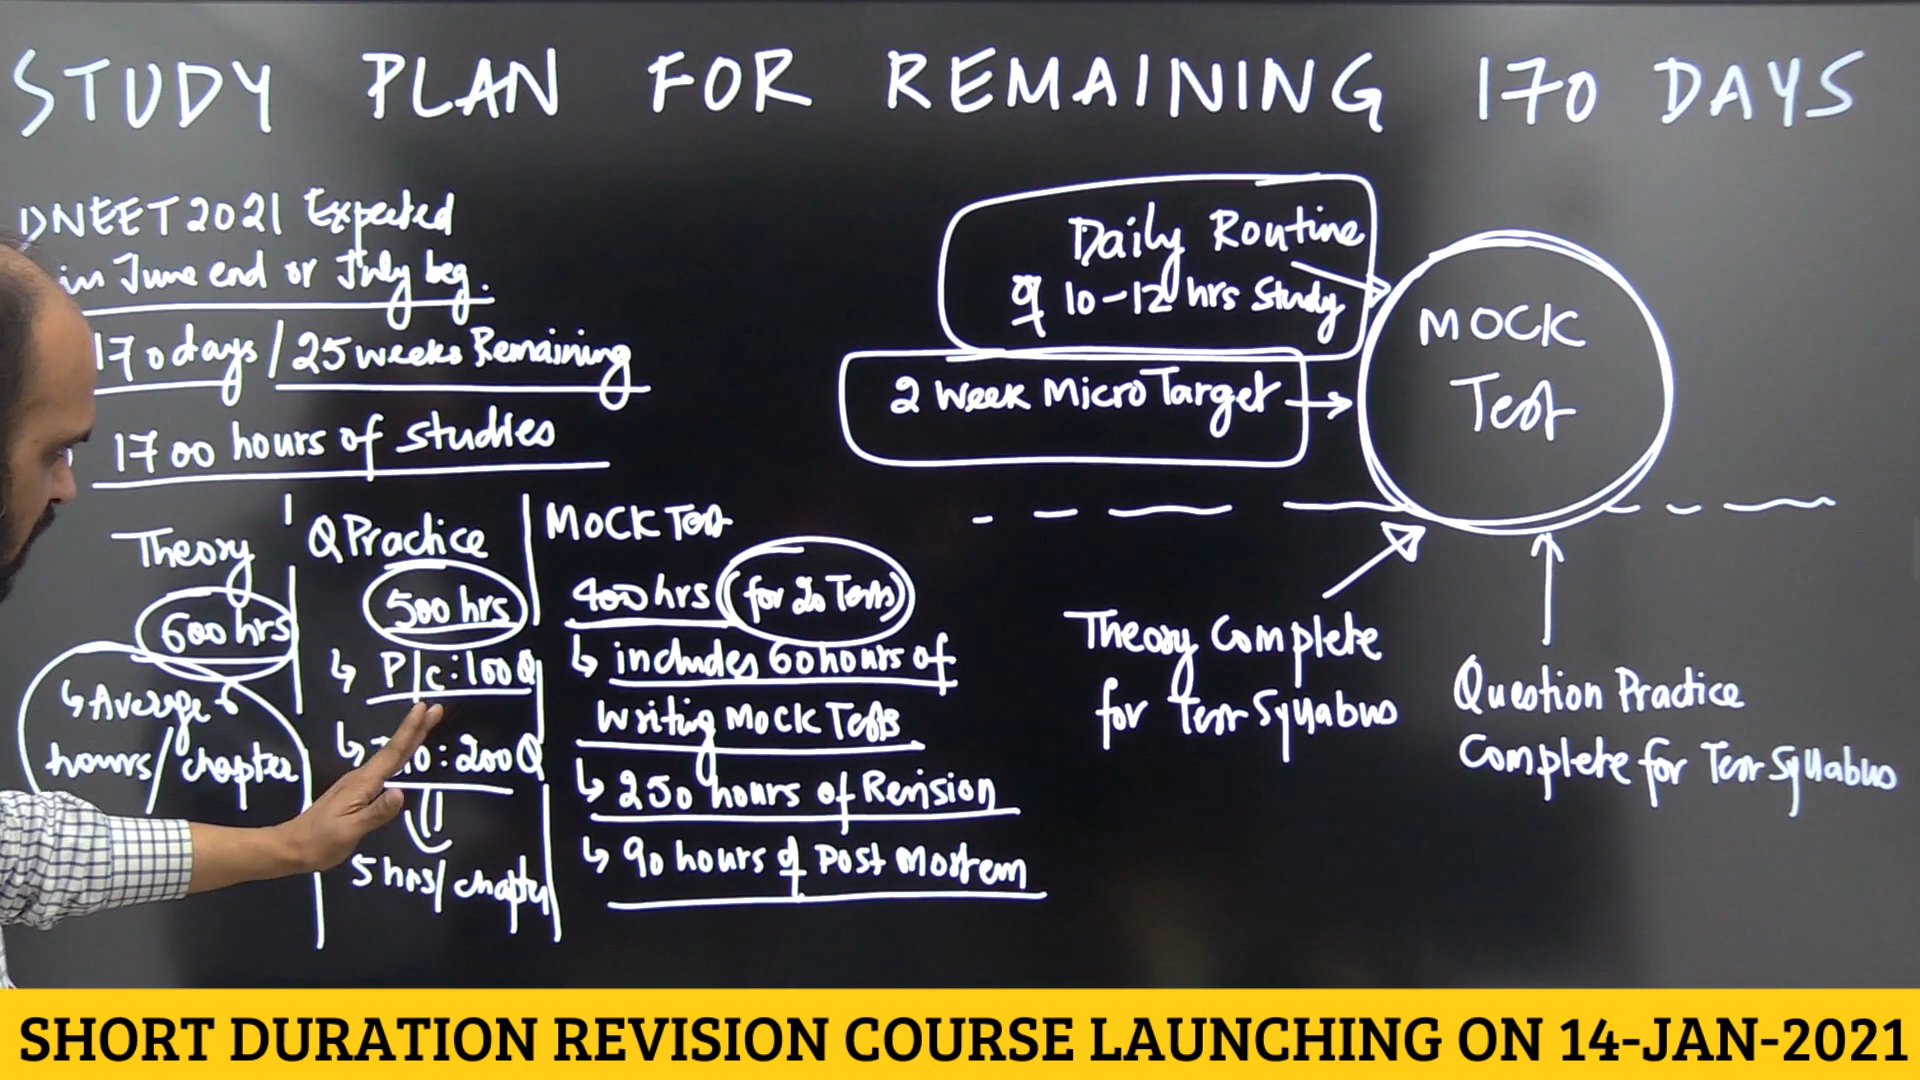 STUDY PLAN FOR REMAINING 170 DAYS
1) NEET 2021 Expected
in June end or July beg.
170 days / 25 weeks Remaining
1700 hours of studies
Theory
600 hrs
↳ Average 6
hours / chapter
Q Practice
500 hrs
↳ P/c : 100Q
↳ : 200Q
5 hrs/ chapter
MOCK Test
400 hrs (for 20 Tests)
↳ includes 60 hours of
Writing Mock Tests
↳ 250 hours of Revision
↳ 90 hours of Post Mortem
Daily Routine
of 10-12 hrs Study
2 Week Micro Target
MOCK
Test
Theory Complete
for Test Syllabus
Question Practice
Complete for Test Syllabus
SHORT DURATION REVISION COURSE LAUNCHING ON 14-JAN-2021